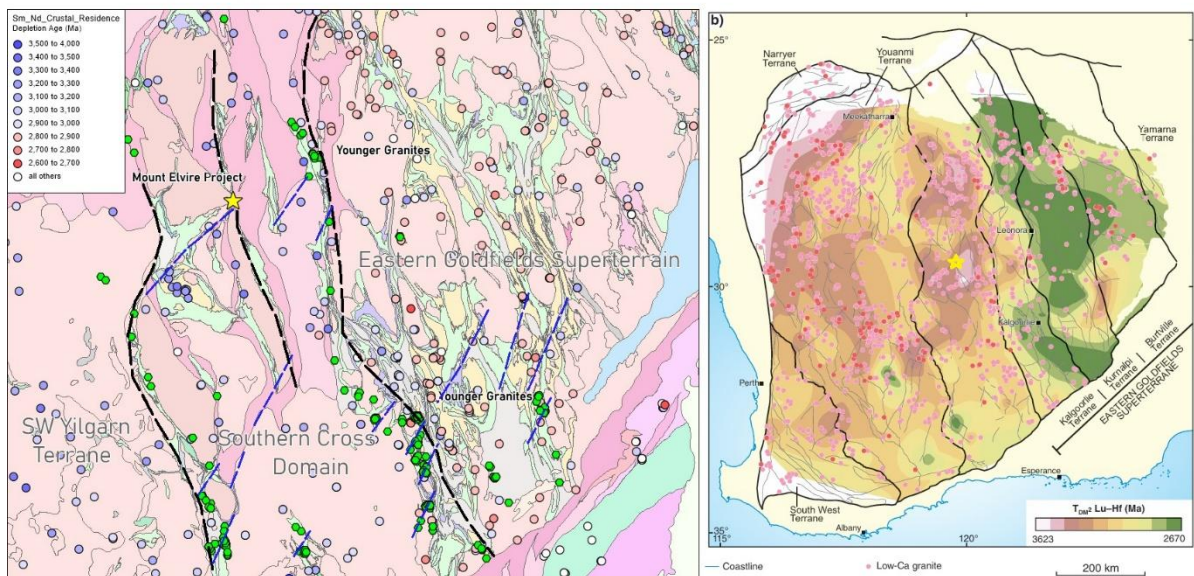 Sm_Nd_Crustal_Residence
Depletion Age (Ma)
3,500 to 4,000
3,400 to 3,500
3,300 to 3,400
3,200 to 3,300
3,100 to 3,200
3,000 to 3,100
2,900 to 3,000
2,800 to 2,900
2,700 to 2,800
2,600 to 2,700
all others
Younger Granites
Mount Elvire Project
Eastern Goldfields Superterrain
Younger Granites
SW Yilgarn
Terrane
Southern Cross
Domain
b)
25°
Narryer
Terrane
Youanmi
Terrane
Meekatharra
Yamarna
Terrane
Leonora
30°
Kalgoorlie
Perth
Burtville
Terrane
Kurnalpi
Terrane
Kalgoorlie
Terrane
EASTERN GOLDFIELDS
SUPERTERRANE
Esperance
South West
Terrane
Albany
35°
114°
120°
TDM² Lu–Hf (Ma)
3623
2670
Coastline
Low-Ca granite
200 km